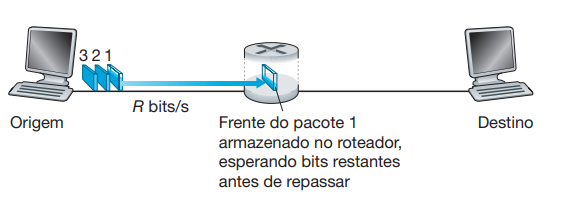 3 2 1
R bits/s
Origem
Frente do pacote 1
armazenado no roteador,
esperando bits restantes
antes de repassar
Destino